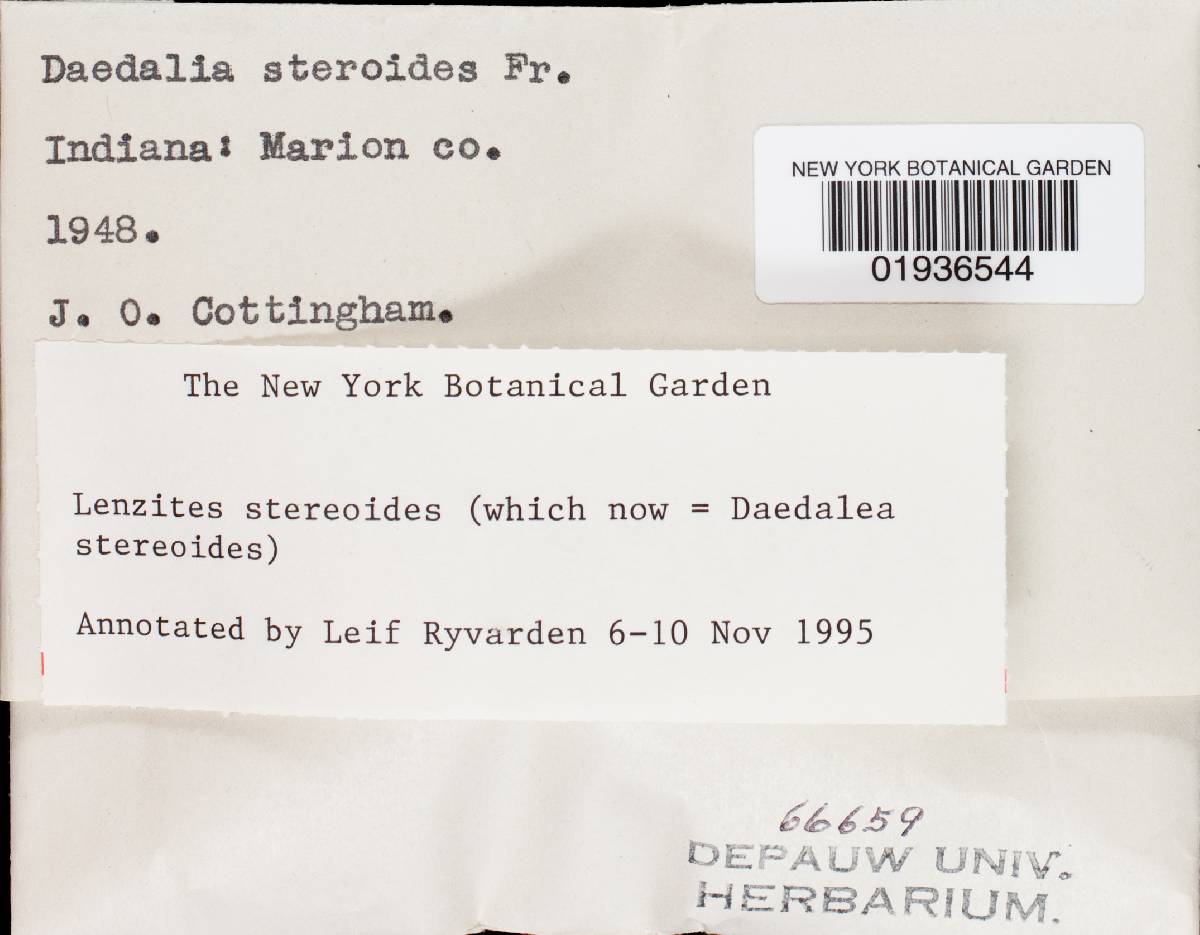 Daedalia steroides Fr.
Indiana: Marion co.
1948.
J. O. Cottingham.
NEW YORK BOTANICAL GARDEN
01936544
The New York Botanical Garden
Lenzites stereoides (which now = Daedalea
stereoides)
Annotated by Leif Ryvarden 6-10 Nov 1995
66659
DEPAUW UNIV.
HERBARIUM.